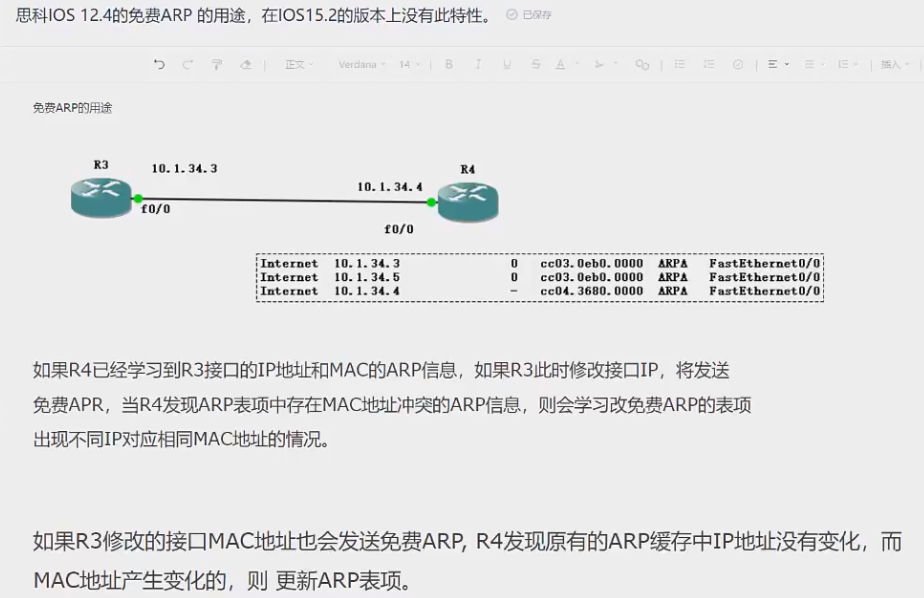 思科IOS 12.4的免费ARP 的用途，在IOS15.2的版本上没有此特性。 已保存
正文 Verdana 14 B I U S A 插入
免费ARP的用途
R3
10.1.34.3
R4
10.1.34.4
f0/0
f0/0
Internet 10.1.34.3 0 cc03.0eb0.0000 ARPA FastEthernet0/0
Internet 10.1.34.5 0 cc03.0eb0.0000 ARPA FastEthernet0/0
Internet 10.1.34.4 - cc04.3680.0000 ARPA FastEthernet0/0
如果R4已经学习到R3接口的IP地址和MAC的ARP信息，如果R3此时修改接口IP，将发送
免费APR，当R4发现ARP表项中存在MAC地址冲突的ARP信息，则会学习改免费ARP的表项
出现不同IP对应相同MAC地址的情况。
如果R3修改的接口MAC地址也会发送免费ARP, R4发现原有的ARP缓存中IP地址没有变化，而
MAC地址产生变化的，则 更新ARP表项。